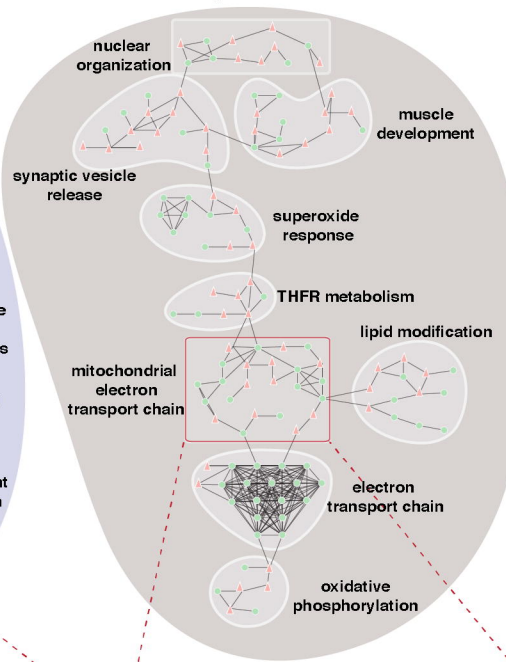 nuclear
organization
muscle
development
synaptic vesicle
release
superoxide
response
THFR metabolism
lipid modification
mitochondrial
electron
transport chain
electron
transport chain
oxidative
phosphorylation